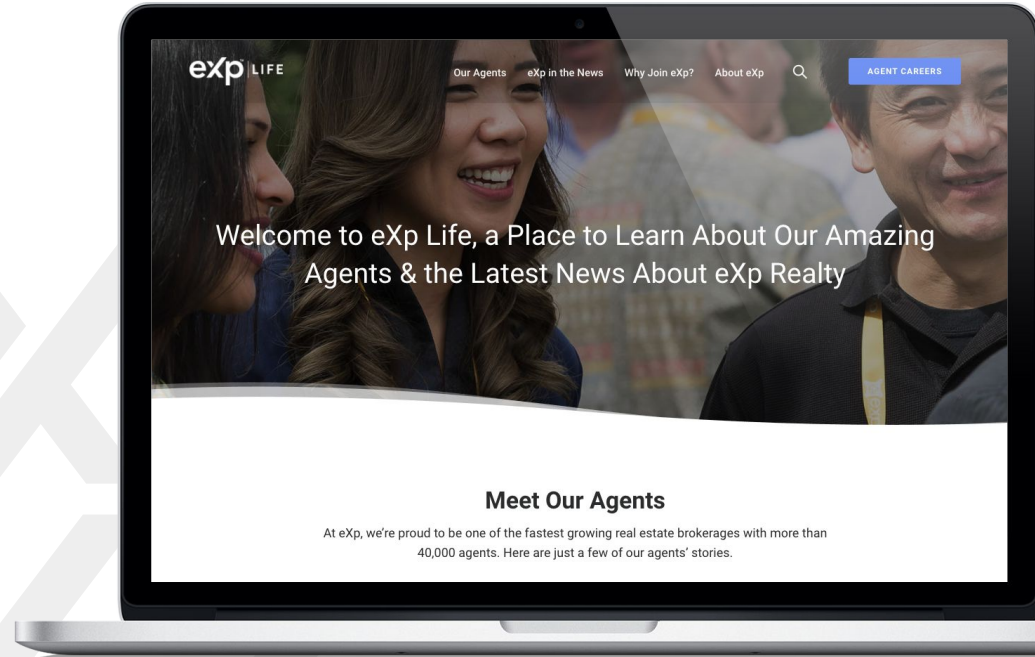 eXp LIFE
Our Agents eXp in the News Why Join eXp? About eXp AGENT CAREERS
Welcome to eXp Life, a Place to Learn About Our Amazing
Agents & the Latest News About eXp Realty
Meet Our Agents
At eXp, we're proud to be one of the fastest growing real estate brokerages with more than
40,000 agents. Here are just a few of our agents' stories.